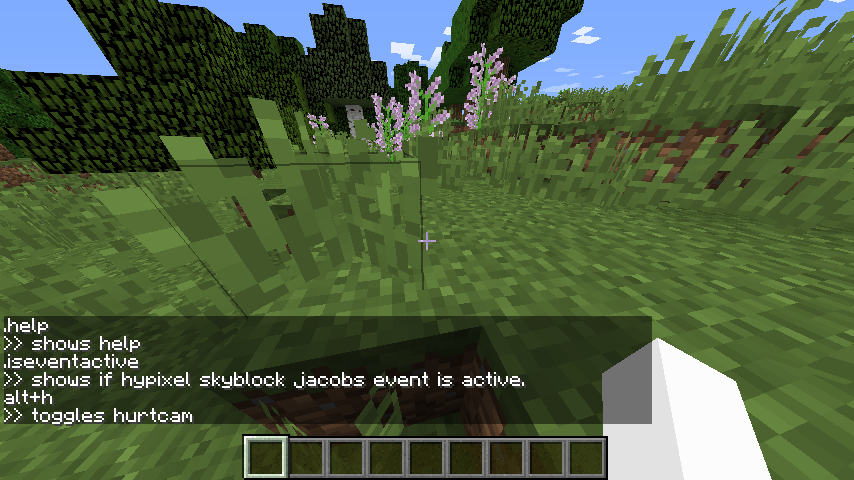 .help
>> shows help
.iseventactive
>> shows if hypixel skyblock jacobs event is active.
alt+h
>> toggles hurtcam